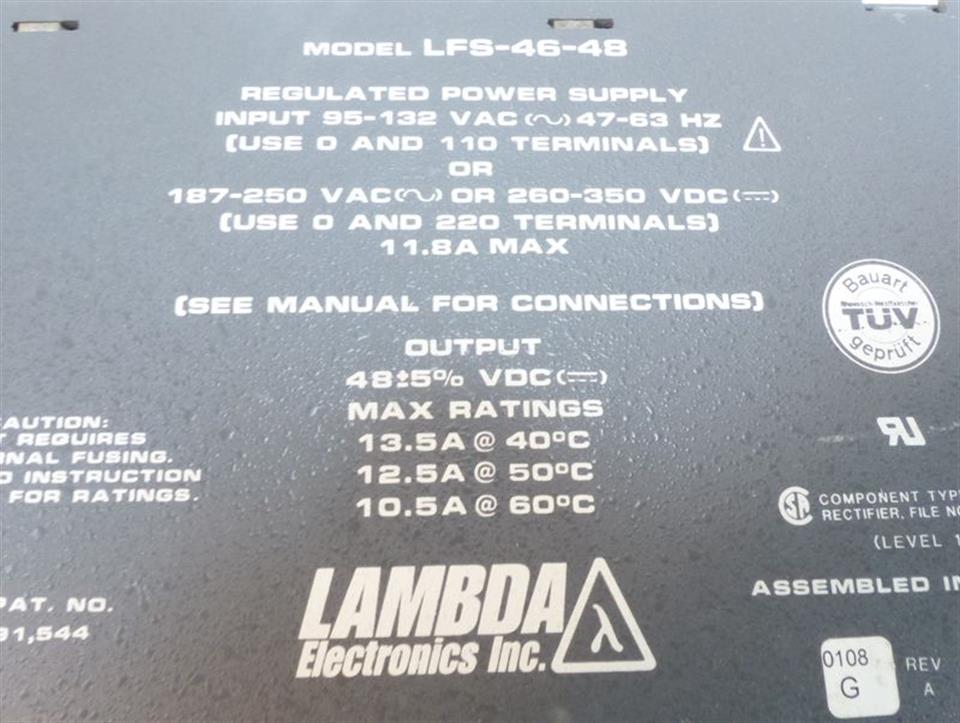 MODEL LFS-46-48
REGULATED POWER SUPPLY
INPUT 95-132 VAC(∿)47-63 HZ
(USE 0 AND 110 TERMINALS)
OR
187-250 VAC(∿) OR 260-350 VDC(⎓)
(USE 0 AND 220 TERMINALS)
11.8A MAX
(SEE MANUAL FOR CONNECTIONS)
OUTPUT
48±5% VDC(⎓)
MAX RATINGS
13.5A @ 40°C
12.5A @ 50°C
10.5A @ 60°C
LAMBDA
Electronics Inc.
λ
AUTION:
T REQUIRES
RNAL FUSING.
O INSTRUCTION
FOR RATINGS.
PAT. NO.
91,544
Bauart
TÜV
geprüft
RU
COMPONENT TYP
RECTIFIER, FILE NO
(LEVEL 1
ASSEMBLED IN
0108
G
REV
A